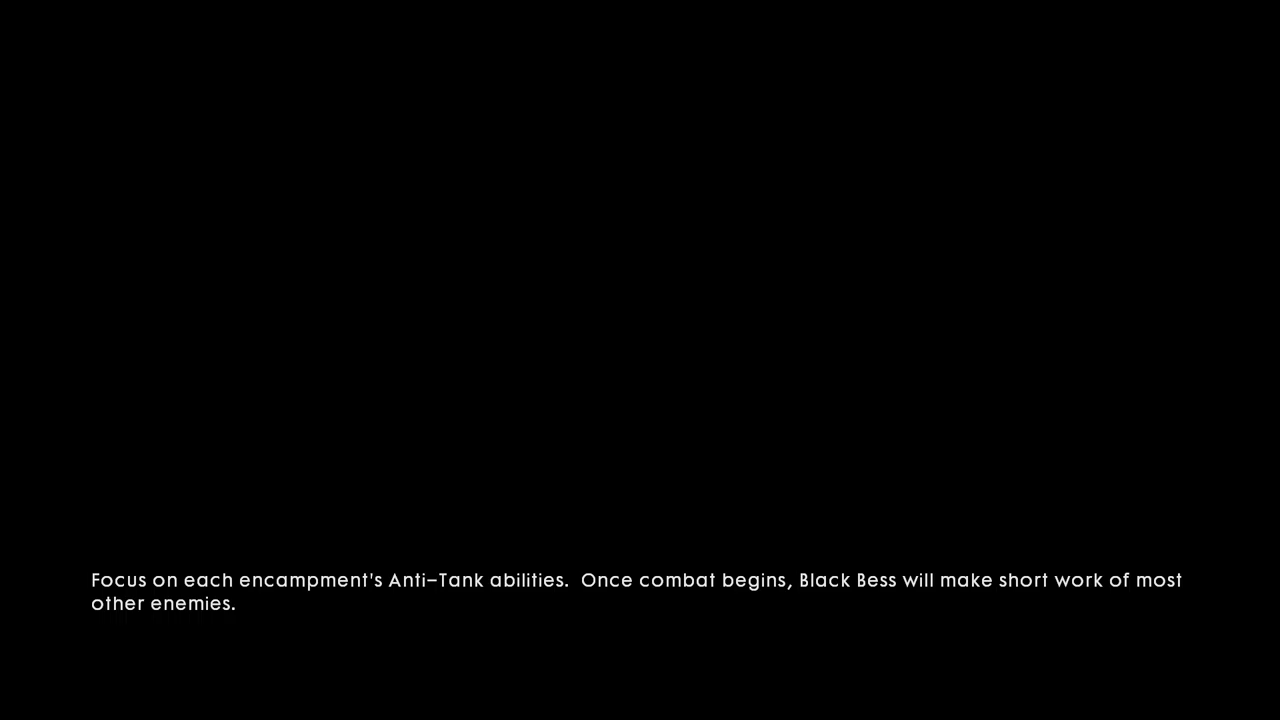 Focus on each encampment's Anti-Tank abilities.  Once combat begins, Black Bess will make short work of most
other enemies.